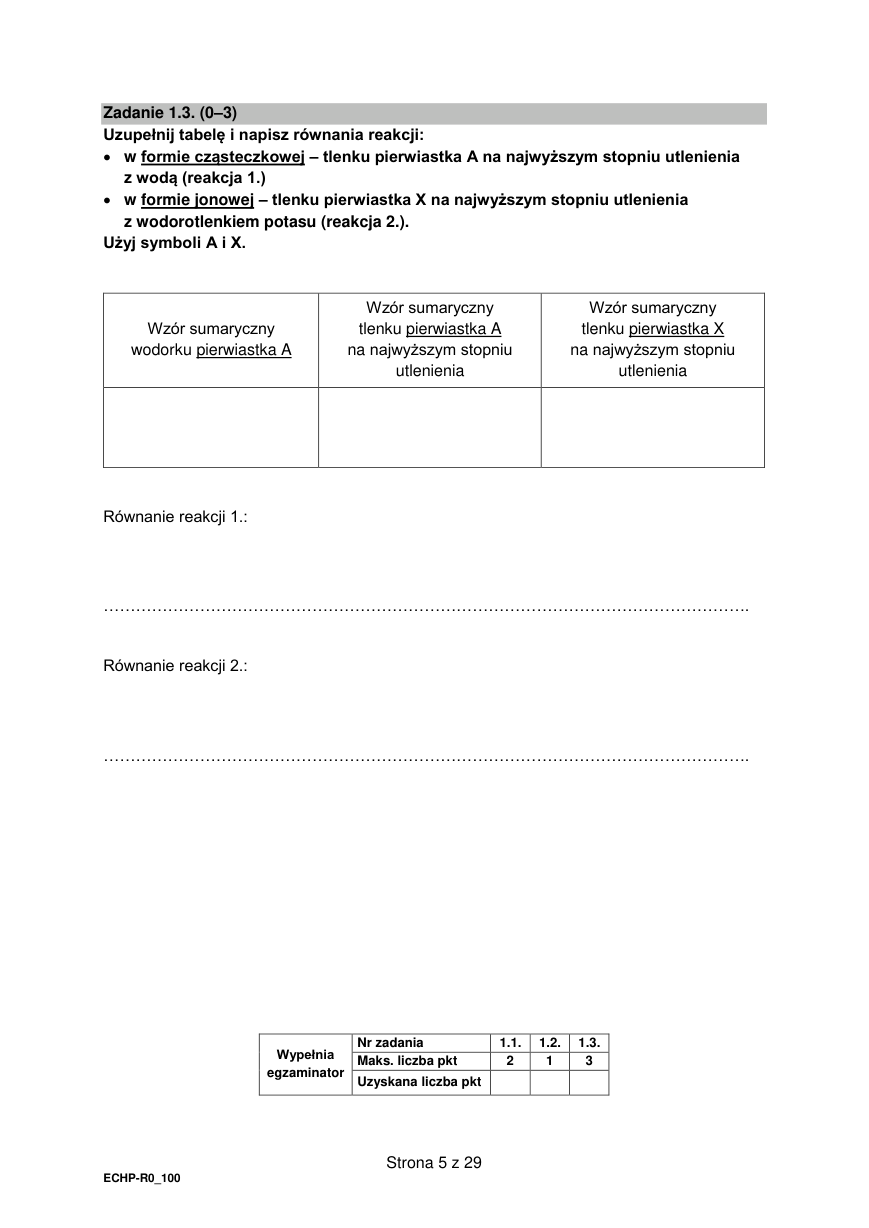 Zadanie 1.3. (0–3)
Uzupełnij tabelę i napisz równania reakcji:
• w formie cząsteczkowej – tlenku pierwiastka A na najwyższym stopniu utlenienia
z wodą (reakcja 1.)
• w formie jonowej – tlenku pierwiastka X na najwyższym stopniu utlenienia
z wodorotlenkiem potasu (reakcja 2.).
Użyj symboli A i X.
Wzór sumaryczny
wodorku pierwiastka A
Wzór sumaryczny
tlenku pierwiastka A
na najwyższym stopniu
utlenienia
Wzór sumaryczny
tlenku pierwiastka X
na najwyższym stopniu
utlenienia
Równanie reakcji 1.:
……………………………………………………………………………………………………………..
Równanie reakcji 2.:
……………………………………………………………………………………………………………..
Wypełnia
egzaminator
Nr zadania 1.1. 1.2. 1.3.
Maks. liczba pkt 2 1 3
Uzyskana liczba pkt
Strona 5 z 29
ECHP-R0_100